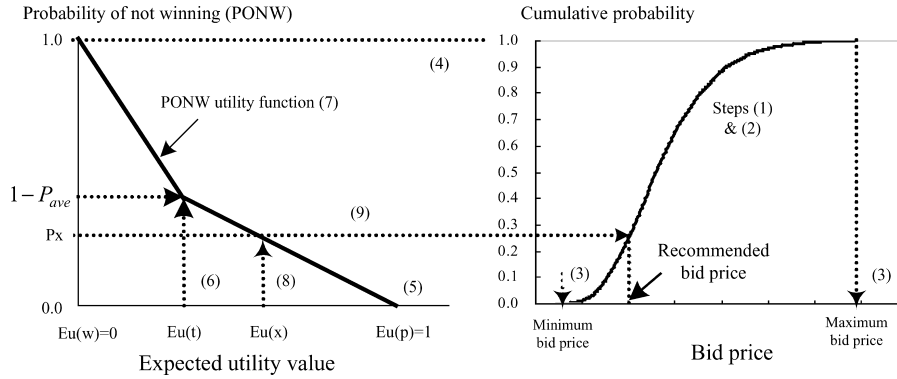 Probability of not winning (PONW)
1.0
(4)
PONW utility function (7)
1−Pave
(9)
Px
(6)
(8)
(5)
0.0
Eu(w)=0
Eu(t)
Eu(x)
Eu(p)=1
Expected utility value
Cumulative probability
1.0
0.9
0.8
0.7
0.6
0.5
0.4
0.3
0.2
0.1
0.0
Steps (1)
& (2)
Recommended
bid price
(3)
(3)
Minimum
bid price
Maximum
bid price
Bid price